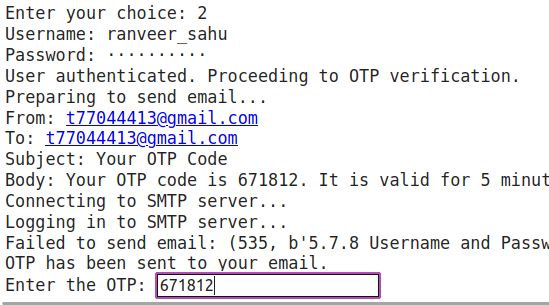 Enter your choice: 2
Username: ranveer_sahu
Password: ··········
User authenticated. Proceeding to OTP verification.
Preparing to send email...
From: t77044413@gmail.com
To: t77044413@gmail.com
Subject: Your OTP Code
Body: Your OTP code is 671812. It is valid for 5 minut
Connecting to SMTP server...
Logging in to SMTP server...
Failed to send email: (535, b'5.7.8 Username and Passw
OTP has been sent to your email.
Enter the OTP: 671812